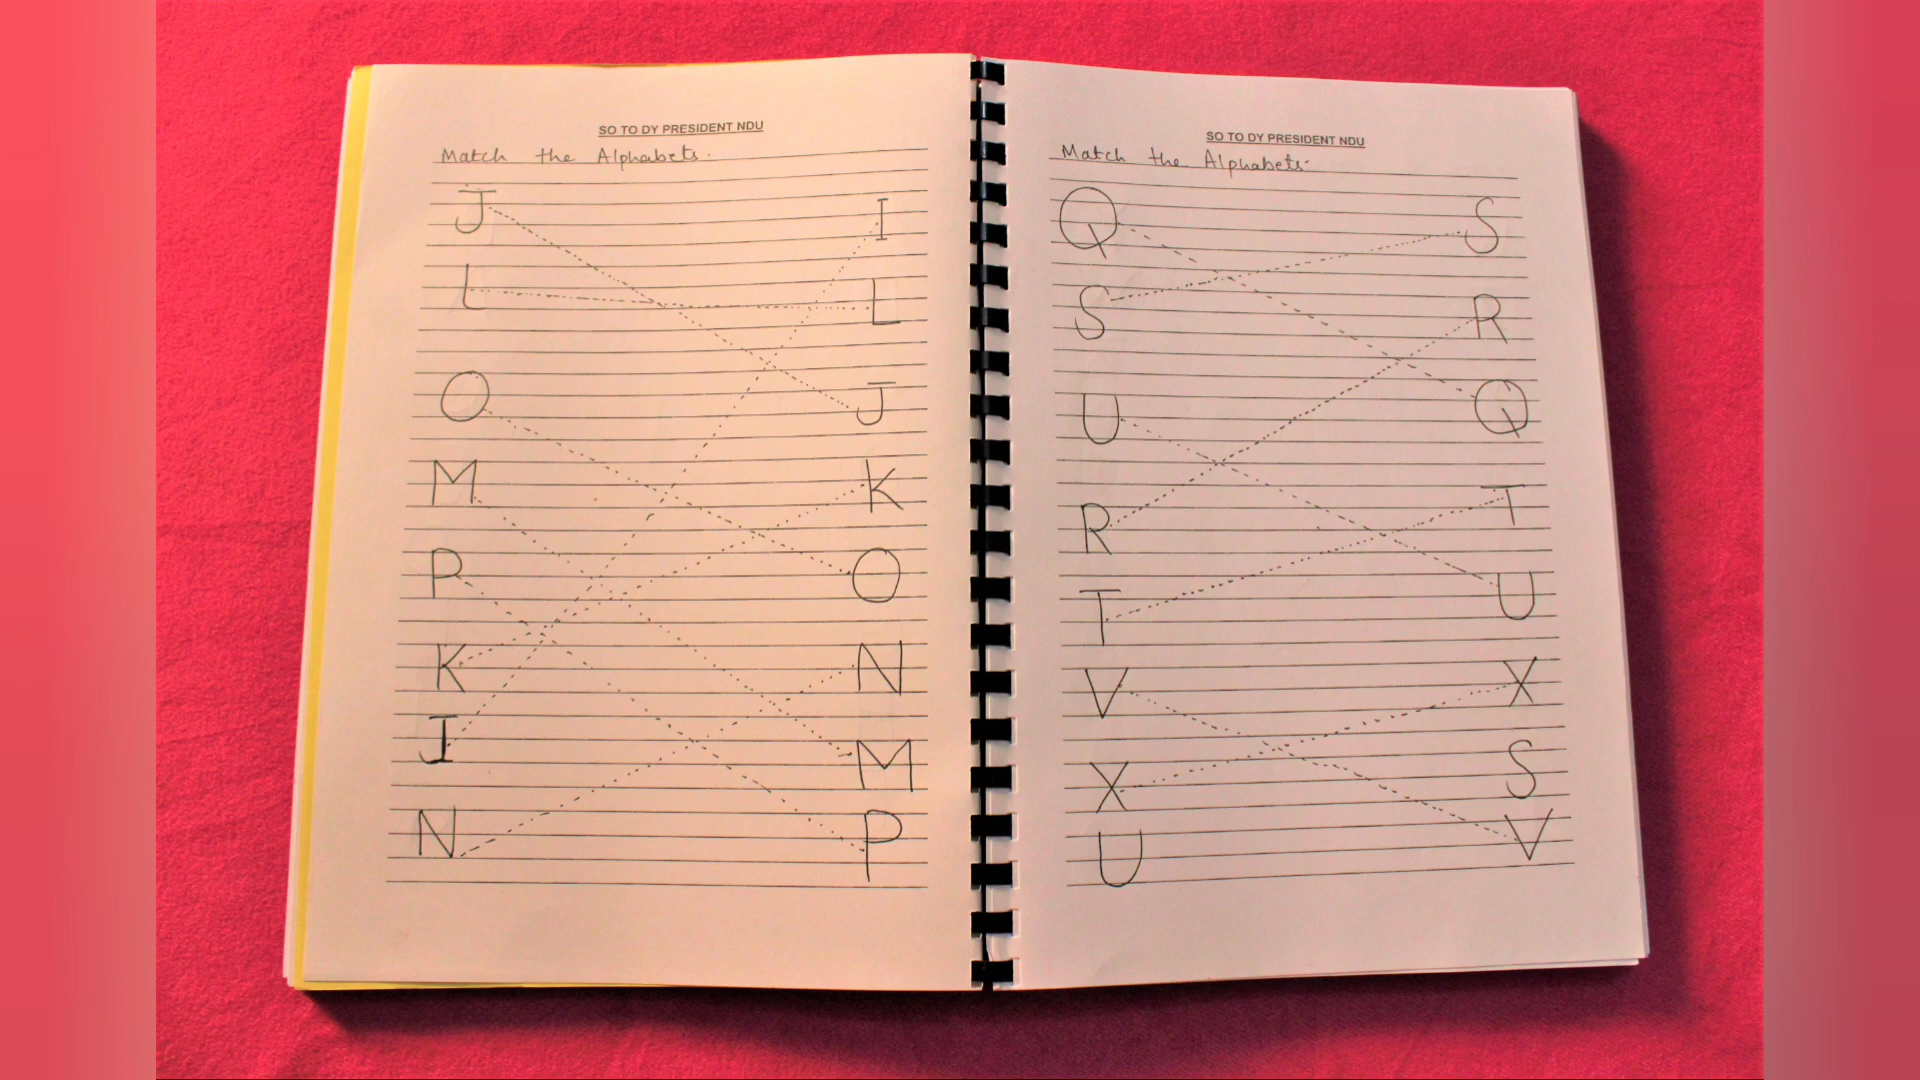 SO TO DY PRESIDENT NDU
Match the Alphabets.
J I
L L
O J
M K
P O
K N
I M
N P
SO TO DY PRESIDENT NDU
Match the Alphabets.
Q S
S R
U Q
R T
T U
V X
X S
U V